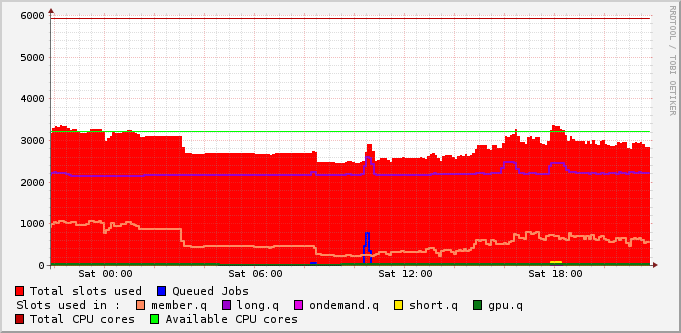 6000
5000
4000
3000
2000
1000
0
Sat 00:00 Sat 06:00 Sat 12:00 Sat 18:00
RRDTOOL / TOBI OETIKER
Total slots used Queued Jobs
Slots used in : member.q long.q ondemand.q short.q gpu.q
Total CPU cores Available CPU cores